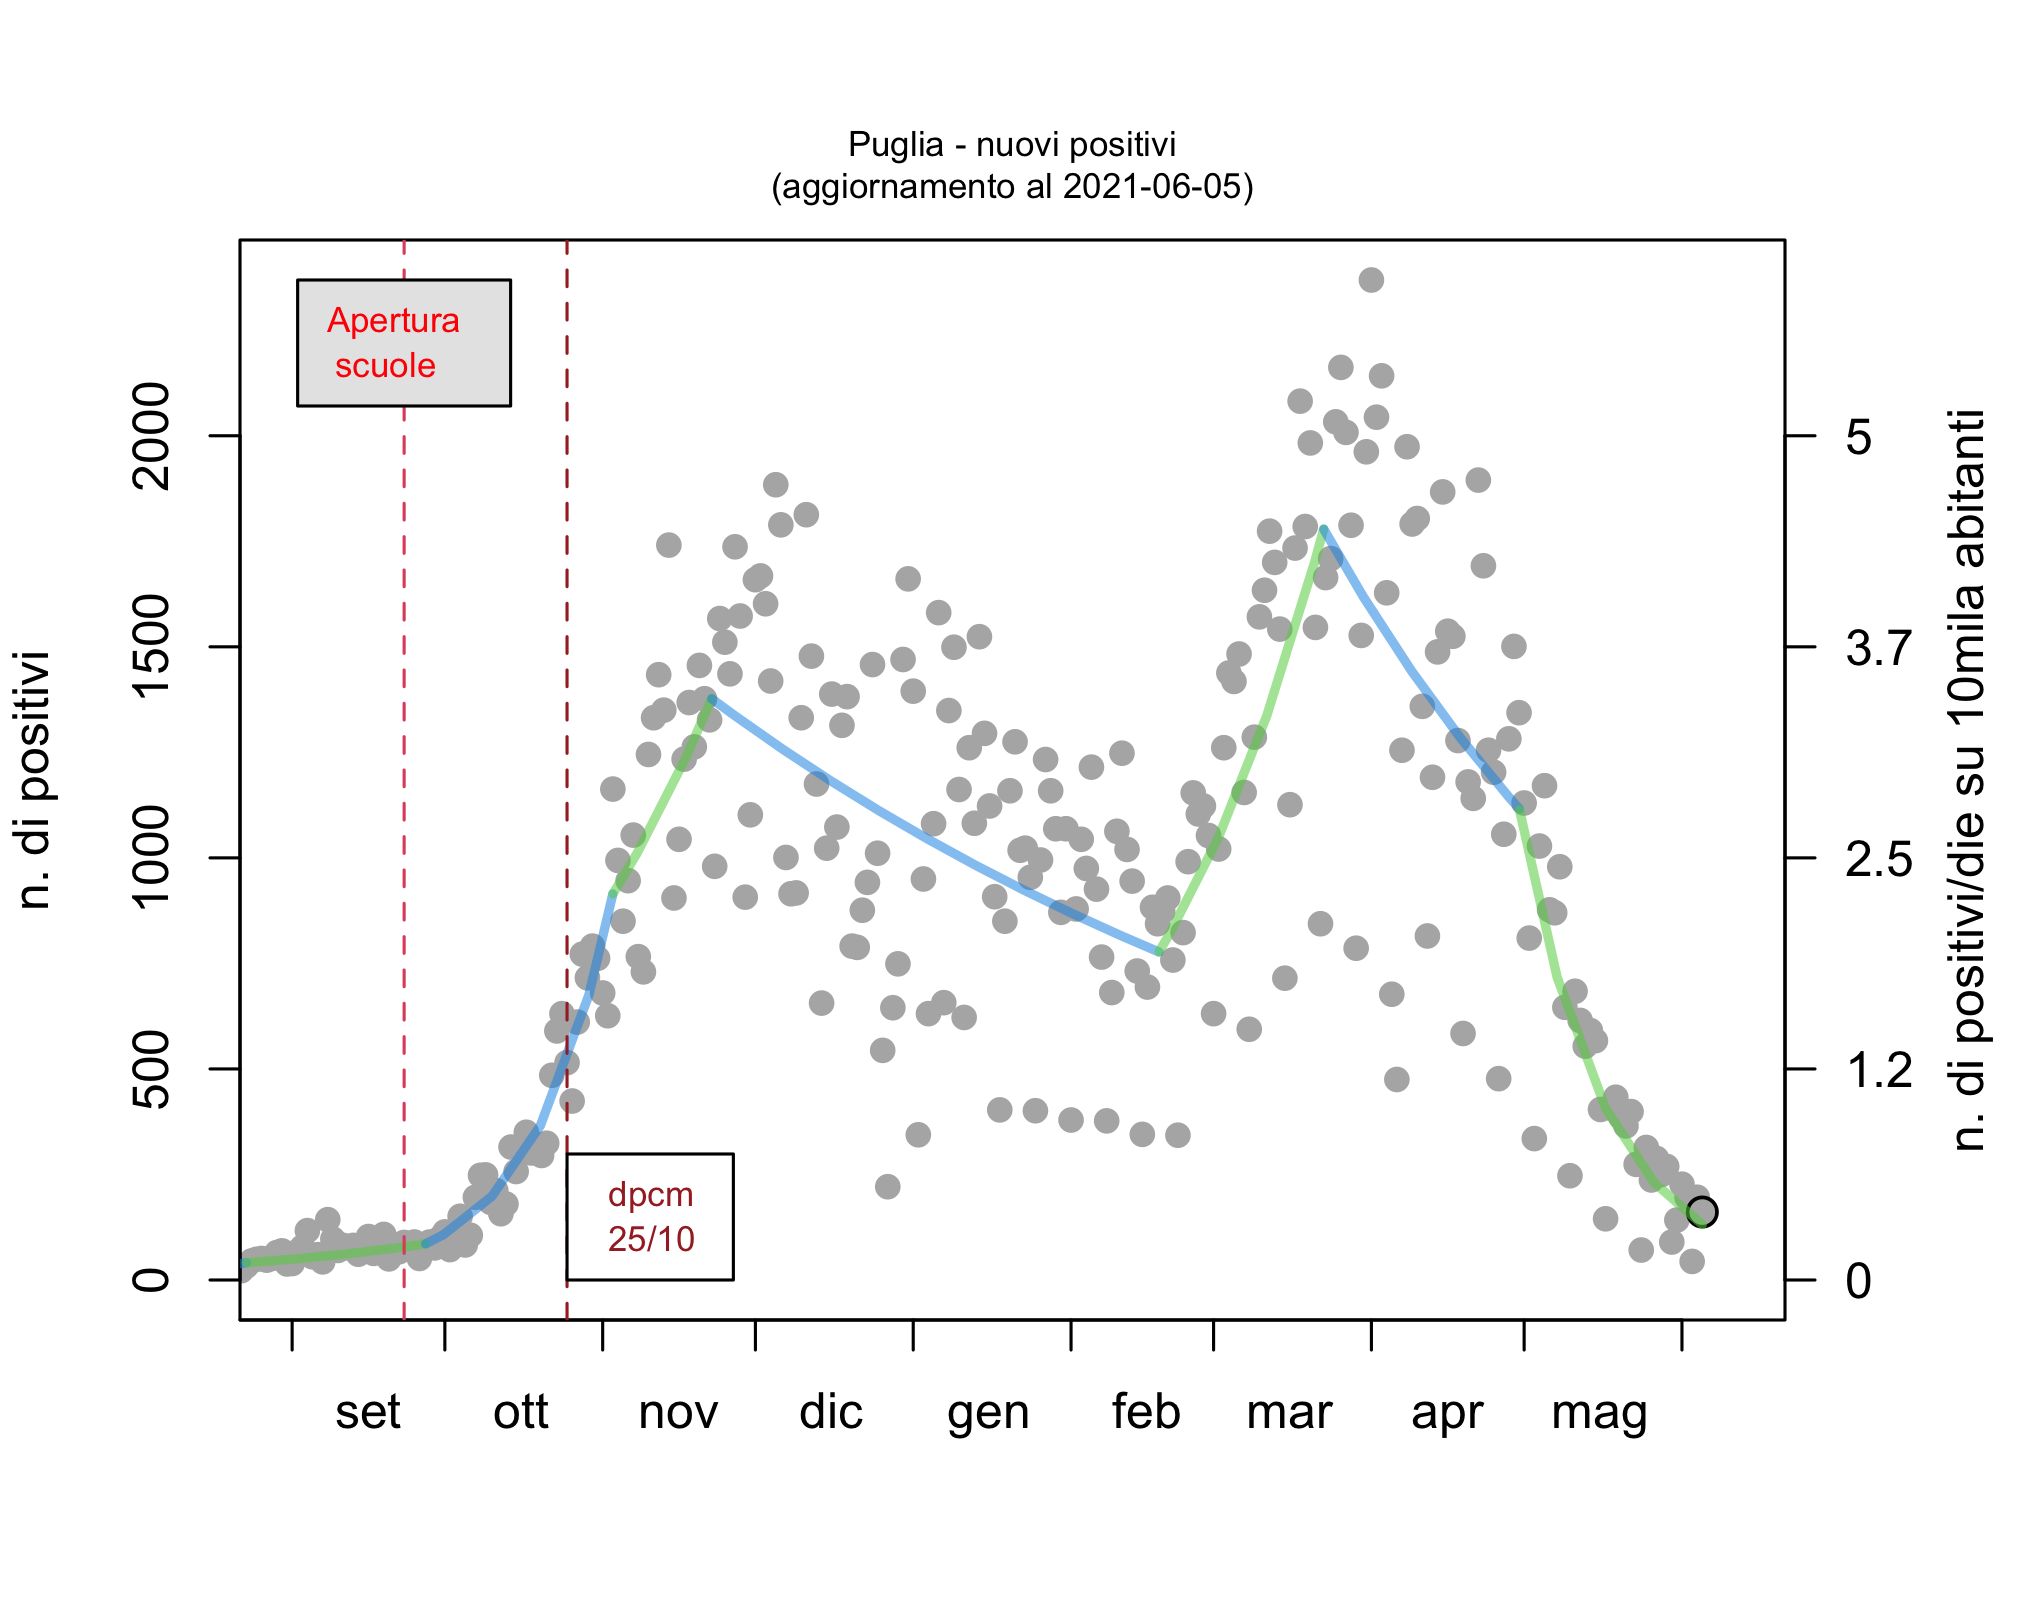 Puglia - nuovi positivi
(aggiornamento al 2021-06-05)
Apertura
scuole
dpcm
25/10
n. di positivi
2000
1500
1000
500
0
5
3.7
2.5
1.2
0
n. di positivi/die su 10mila abitanti
set ott nov dic gen feb mar apr mag